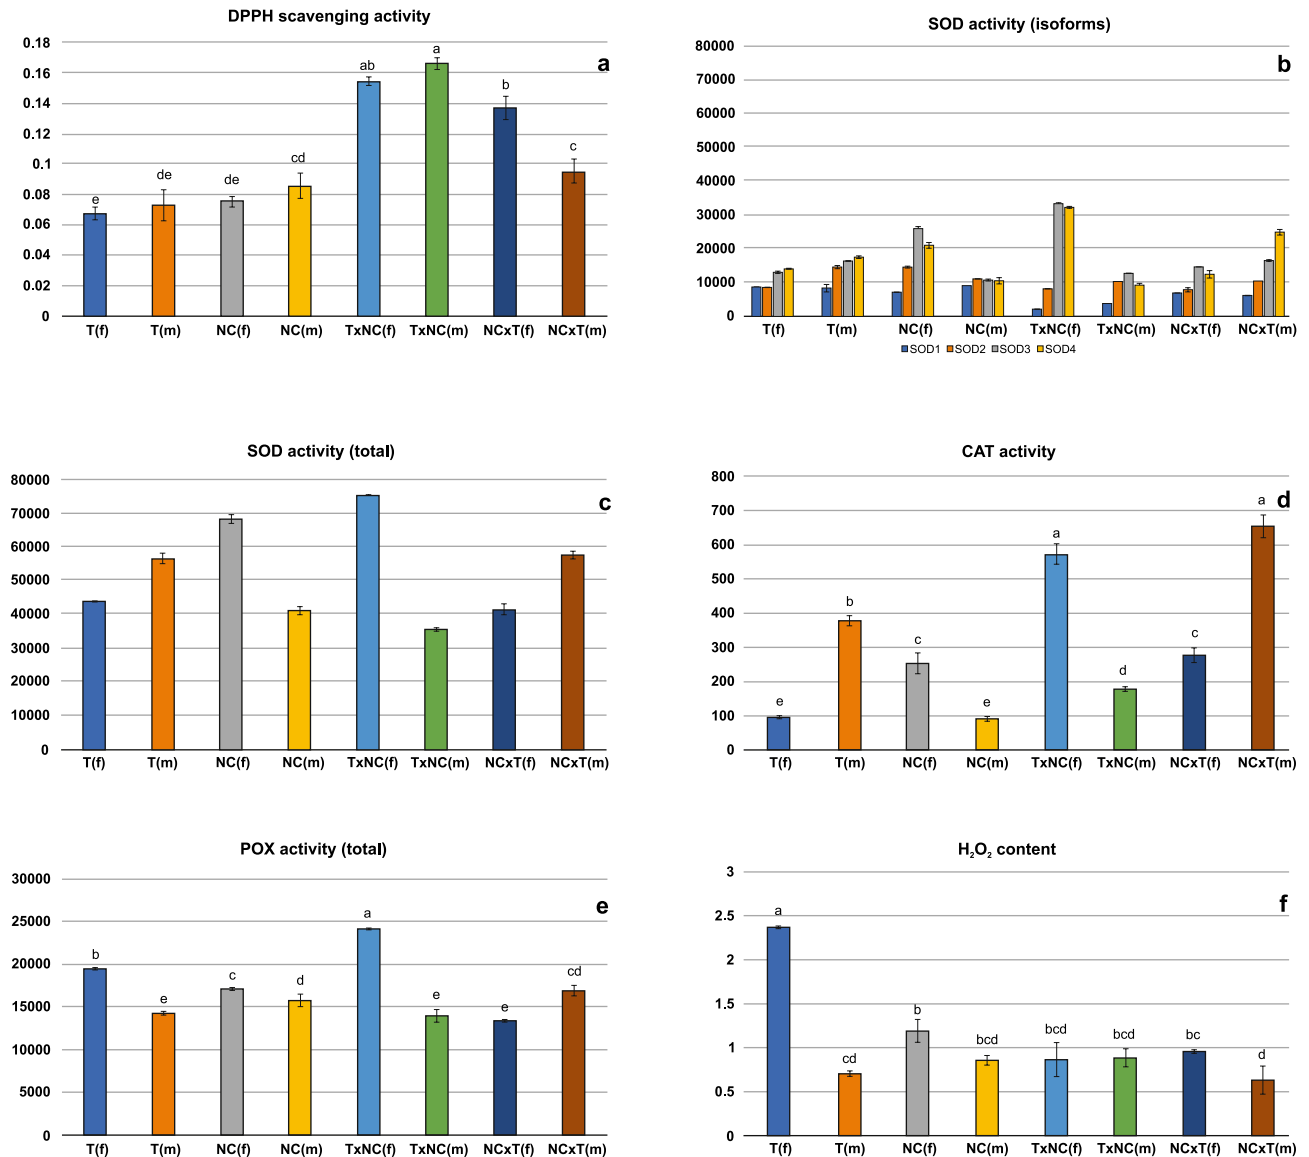 DPPH scavenging activity
a
0.18
0.16
0.14
0.12
0.1
0.08
0.06
0.04
0.02
0
e
de
de
cd
ab
a
b
c
T(f) T(m) NC(f) NC(m) TxNC(f) TxNC(m) NCxT(f) NCxT(m)
SOD activity (isoforms)
b
80000
70000
60000
50000
40000
30000
20000
10000
0
T(f) T(m) NC(f) NC(m) TxNC(f) TxNC(m) NCxT(f) NCxT(m)
SOD1 SOD2 SOD3 SOD4
SOD activity (total)
c
80000
70000
60000
50000
40000
30000
20000
10000
0
T(f) T(m) NC(f) NC(m) TxNC(f) TxNC(m) NCxT(f) NCxT(m)
CAT activity
d
800
700
600
500
400
300
200
100
0
e
b
c
e
a
d
c
a
T(f) T(m) NC(f) NC(m) TxNC(f) TxNC(m) NCxT(f) NCxT(m)
POX activity (total)
e
30000
25000
20000
15000
10000
5000
0
b
e
c
d
a
e
e
cd
T(f) T(m) NC(f) NC(m) TxNC(f) TxNC(m) NCxT(f) NCxT(m)
H₂O₂ content
f
3
2.5
2
1.5
1
0.5
0
a
cd
b
bcd
bcd
bcd
bc
d
T(f) T(m) NC(f) NC(m) TxNC(f) TxNC(m) NCxT(f) NCxT(m)